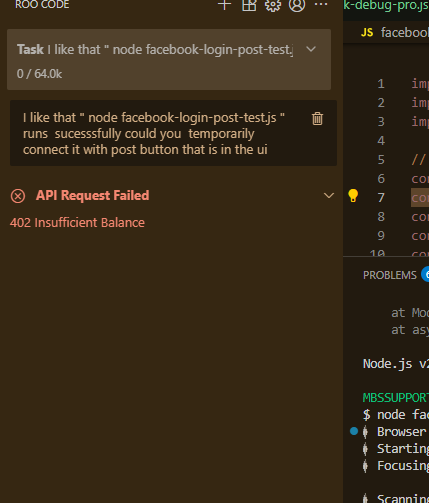 ROO CODE
k-debug-pro.js
JS facebo
Task I like that " node facebook-login-post-test.j
0 / 64.0k
I like that " node facebook-login-post-test.js "
runs sucesssfully could you temporarily
connect it with post button that is in the ui
API Request Failed
402 Insufficient Balance
1 imp
2 imp
3 imp
4
5 //
6 con
7 con
8 con
9 con
10 con
PROBLEMS 6
at Mod
at asy
Node.js v2
MBSSUPPORT
$ node fac
Browser
Starting
Focusing
Scanning